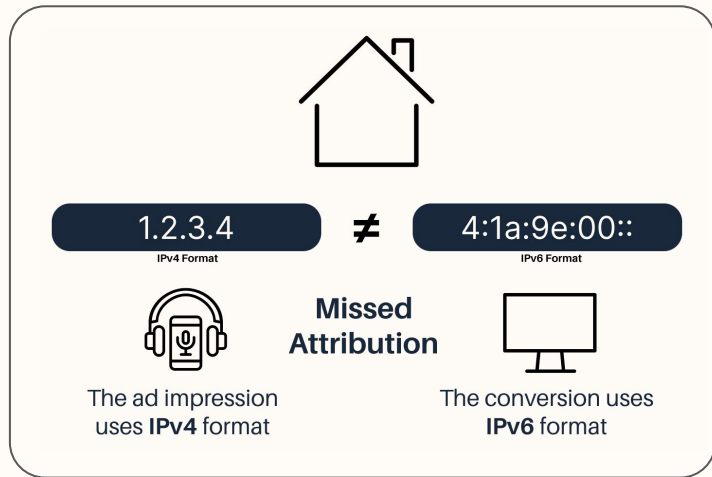 1.2.3.4
≠
4:1a:9e:00::
IPv4 Format
IPv6 Format
Missed
Attribution
The ad impression
uses IPv4 format
The conversion uses
IPv6 format